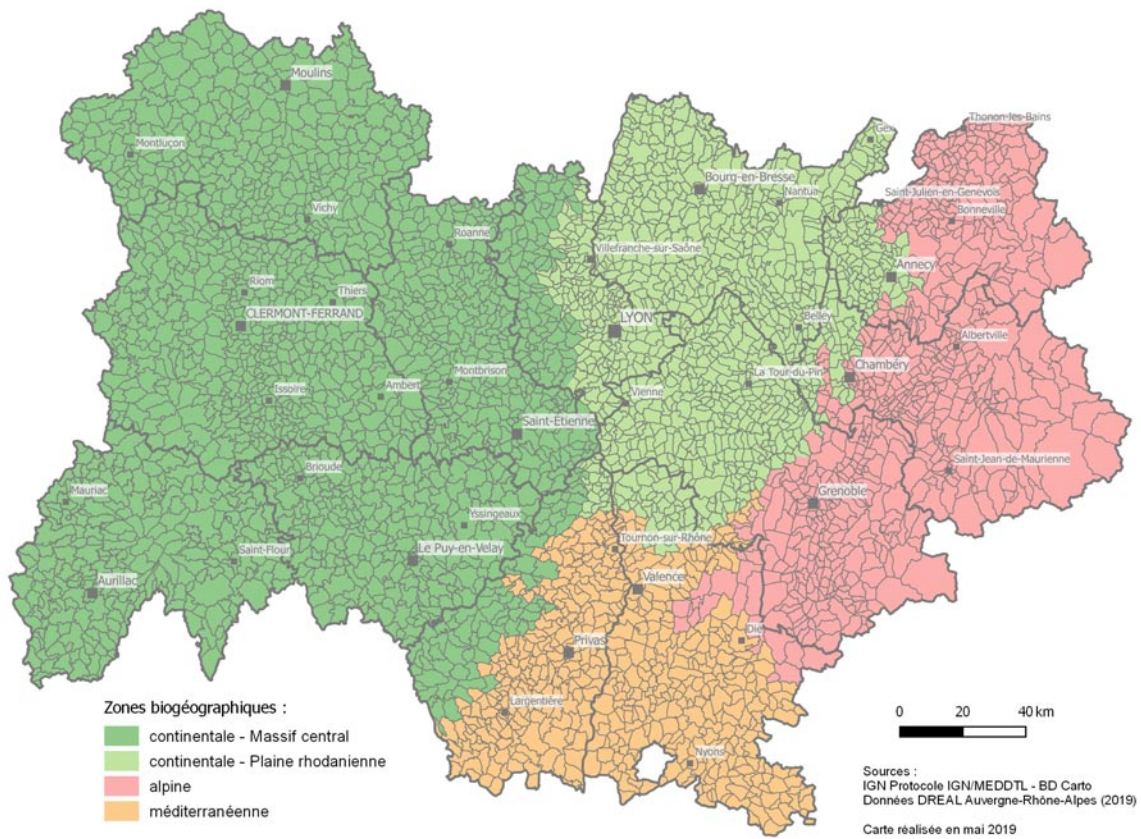 Moulins
Thonon-les-Bains
Gex
Montluçon
Bourg-en-Bresse
Nantua
Saint-Julien-en-Genevois
Bonneville
Vichy
Roanne
Villefranche-sur-Saône
Annecy
Riom
Thiers
CLERMONT-FERRAND
LYON
Belley
Albertville
Issoire
Ambert
Montbrison
La Tour-du-Pin
Chambéry
Vienne
Saint-Étienne
Brioude
Saint-Jean-de-Maurienne
Mauriac
Yssingeaux
Grenoble
Saint-Flour
Le Puy-en-Velay
Tournon-sur-Rhône
Aurillac
Valence
Privas
Die
Largentière
Nyons
Zones biogéographiques :
continentale - Massif central
continentale - Plaine rhodanienne
alpine
méditerranéenne
0 20 40 km
Sources :
IGN Protocole IGN/MEDDTL - BD Carto
Données DREAL Auvergne-Rhône-Alpes (2019)
Carte réalisée en mai 2019